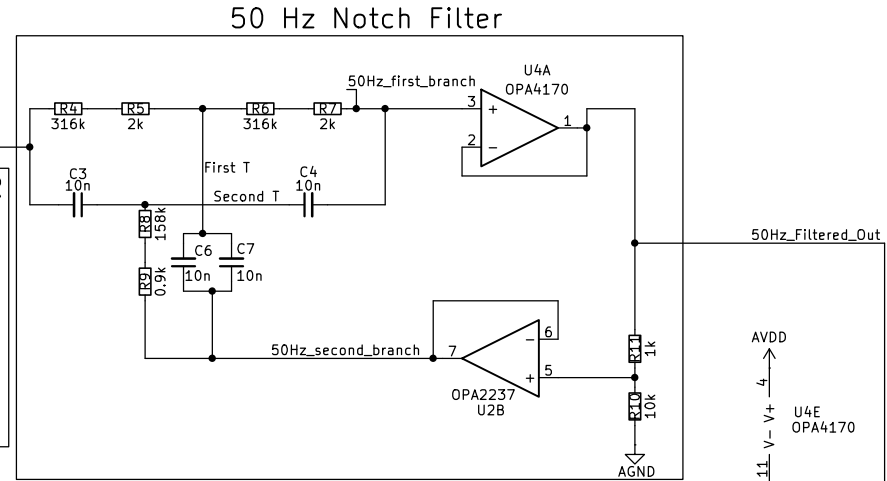 50 Hz Notch Filter
50Hz_first_branch
U4A
OPA4170
R4
316k
R5
2k
R6
316k
R7
2k
3
+
2
-
1
First T
C3
10n
Second T
C4
10n
R8
158k
R9
0.9k
C6
10n
C7
10n
50Hz_Filtered_Out
50Hz_second_branch
7
6
-
5
+
OPA2237
U2B
R11
1k
R10
10k
AGND
AVDD
4
V- V+
11
U4E
OPA4170